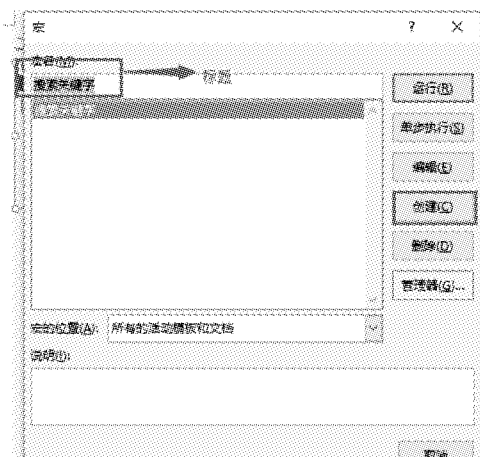 宏
? ×
宏名(M):
搜索关键字
标题
运行(R)
单步执行(S)
编辑(E)
创建(C)
删除(D)
管理器(G)...
宏的位置(A): 所有的活动模板和文档
说明(I):
取消